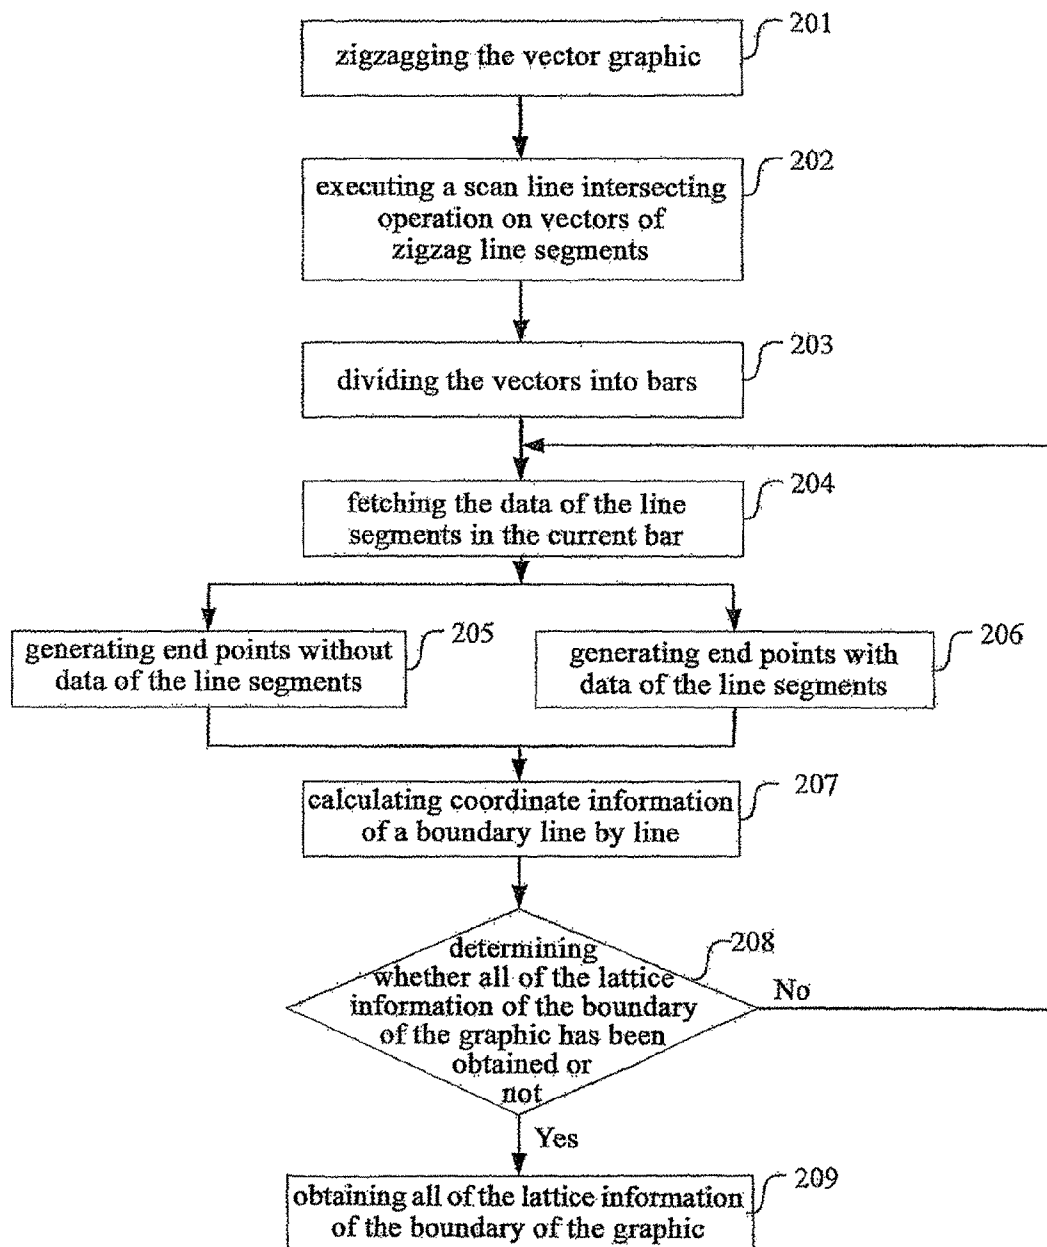 201
zigzagging the vector graphic
202
executing a scan line intersecting
operation on vectors of
zigzag line segments
203
dividing the vectors into bars
204
fetching the data of the line
segments in the current bar
205
generating end points without
data of the line segments
206
generating end points with
data of the line segments
207
calculating coordinate information
of a boundary line by line
208
determining
whether all of the lattice
information of the boundary
of the graphic has been
obtained or
not
No
Yes
209
obtaining all of the lattice information
of the boundary of the graphic